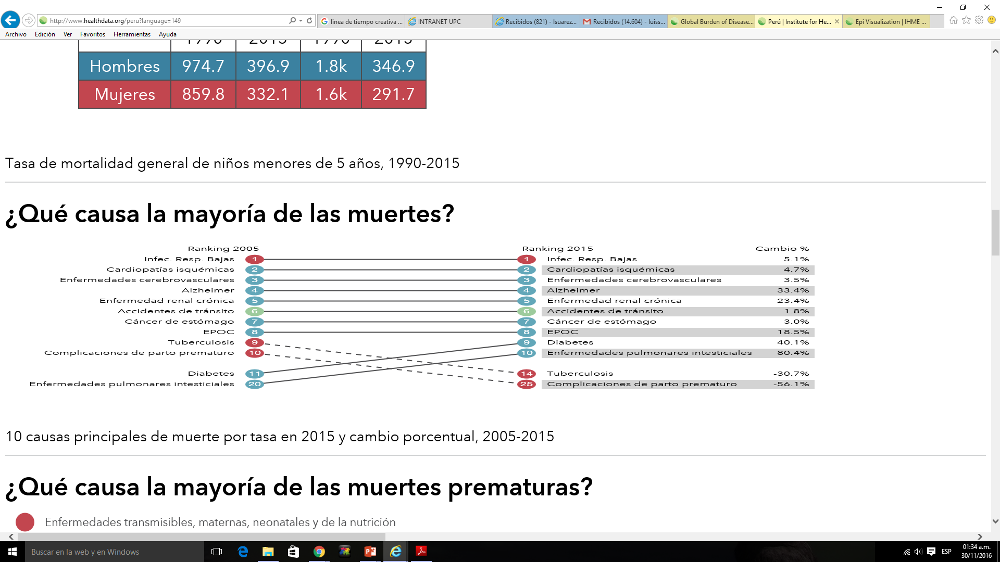 http://www.healthdata.org/peru?language=149
linea de tiempo creativa ...
INTRANET UPC
Recibidos (821) - lsuarez...
Recibidos (14.604) - luiss...
Global Burden of Disease...
Perú | Institute for He...
Epi Visualization | IHME ...
Archivo Edición Ver Favoritos Herramientas Ayuda
1990 2015 1990 2015
Hombres 974.7 396.9 1.8k 346.9
Mujeres 859.8 332.1 1.6k 291.7
Tasa de mortalidad general de niños menores de 5 años, 1990-2015
¿Qué causa la mayoría de las muertes?
Ranking 2005 Ranking 2015 Cambio %
Infec. Resp. Bajas 1 1 Infec. Resp. Bajas 5.1%
Cardiopatías isquémicas 2 2 Cardiopatías isquémicas 4.7%
Enfermedades cerebrovasculares 3 3 Enfermedades cerebrovasculares 3.5%
Alzheimer 4 4 Alzheimer 33.4%
Enfermedad renal crónica 5 5 Enfermedad renal crónica 23.4%
Accidentes de tránsito 6 6 Accidentes de tránsito 1.8%
Cáncer de estómago 7 7 Cáncer de estómago 3.0%
EPOC 8 8 EPOC 18.5%
Tuberculosis 9 9 Diabetes 40.1%
Complicaciones de parto prematuro 10 10 Enfermedades pulmonares intesticiales 80.4%
Diabetes 11 14 Tuberculosis -30.7%
Enfermedades pulmonares intesticiales 20 25 Complicaciones de parto prematuro -56.1%
10 causas principales de muerte por tasa en 2015 y cambio porcentual, 2005-2015
¿Qué causa la mayoría de las muertes prematuras?
Enfermedades transmisibles, maternas, neonatales y de la nutrición
Buscar en la web y en Windows
ESP
01:34 a.m.
30/11/2016